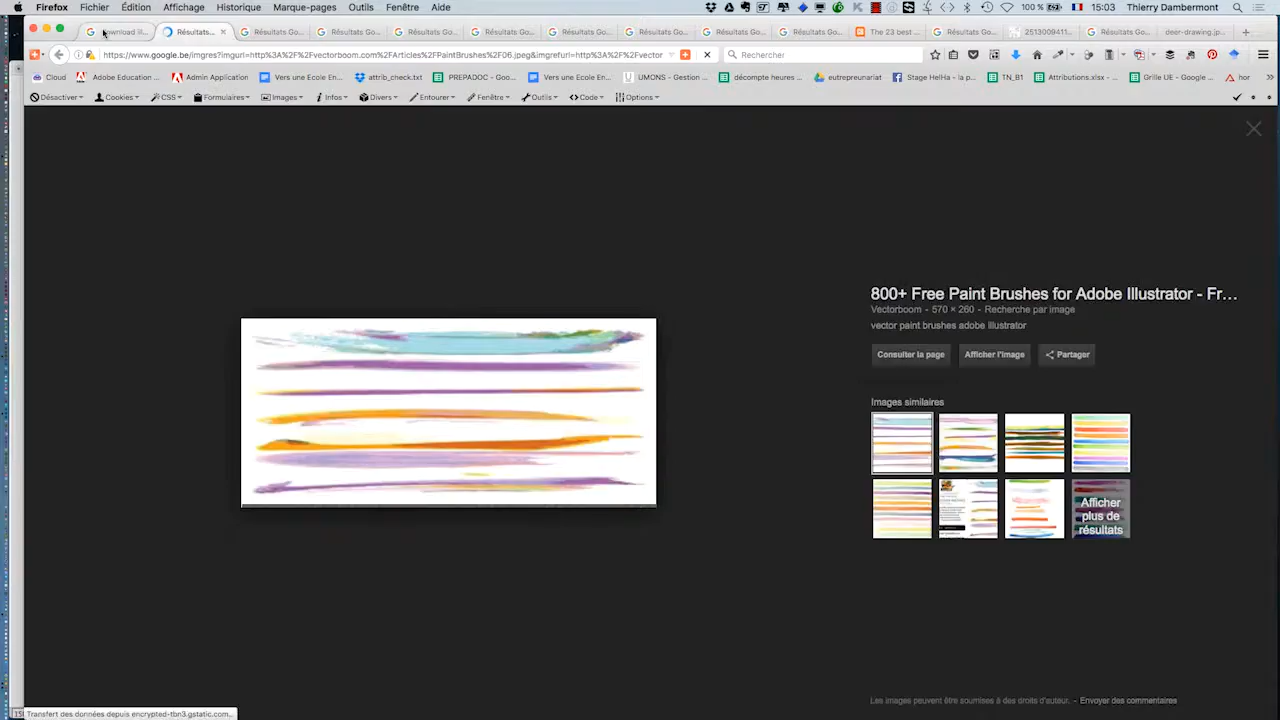 Firefox Fichier Édition Affichage Historique Marque-pages Outils Fenêtre Aide 100 % 15:03 Thierry Dambermont
Résultats... Résultats Go... Résultats Go... Résultats Go... Résultats Go... Résultats Go... Résultats Go... Résultats Go... Résultats Go... The 23 best ... Résultats Go... 2513009411... Résultats Go... deer-drawing.jp...
https://www.google.be/imgres?imgurl=http%3A%2F%2Fvectorboom.com%2FArticles%2FPaintBrushes%2F06.jpeg&imgrefurl=http%3A%2F%2Fvector Rechercher
Cloud Adobe Education ... Admin Application Vers une Ecole En... attrib_check.txt PREPADOC - Goo... Vers une Ecole En... UMONS - Gestion ... décompte heures ... eutrepreunariat Stage HelHa – la p... TN_B1 Attributions.xlsx - ... Grille UE - Google ... hor
Désactiver Cookies CSS Formulaires Images Infos Divers Entourer Fenêtre Outils Code Options
800+ Free Paint Brushes for Adobe Illustrator - Fr...
Vectorboom - 570 × 260 - Recherche par image
vector paint brushes adobe illustrator
Consulter la page Afficher l'image Partager
Images similaires
Afficher
plus de
résultats
Les images peuvent être soumises à des droits d'auteur. - Envoyer des commentaires
Transfert des données depuis encrypted-tbn3.gstatic.com...